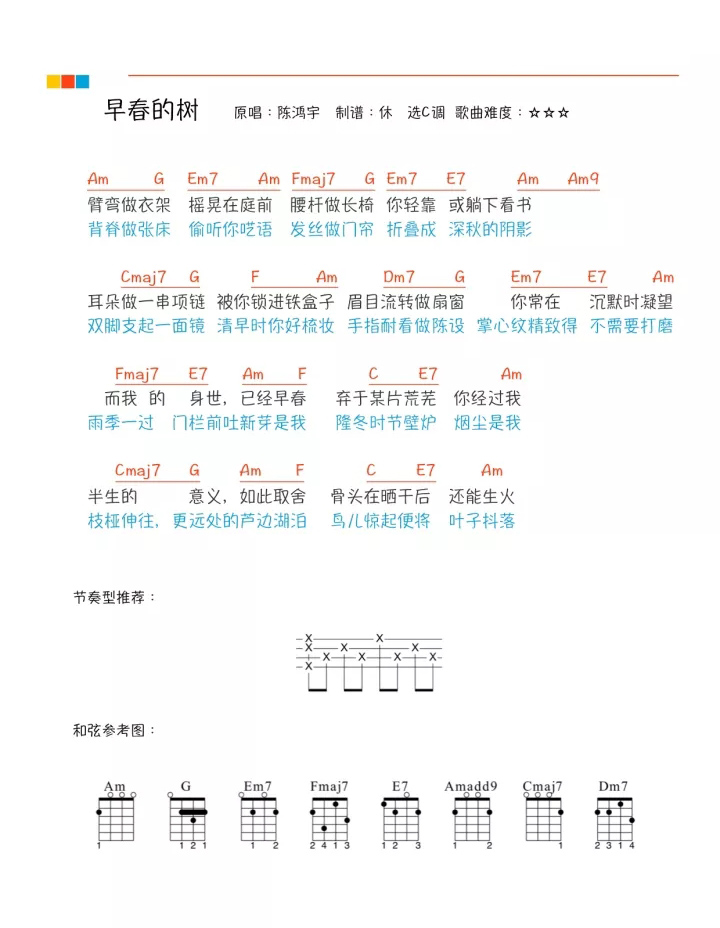 早春的树 原唱：陈鸿宇 制谱：休 选C调 歌曲难度：☆☆☆
Am G Em7 Am Fmaj7 G Em7 E7 Am Am9
臂弯做衣架 摇晃在庭前 腰杆做长椅 你轻靠 或躺下看书
背脊做张床 偷听你呓语 发丝做门帘 折叠成 深秋的阴影
Cmaj7 G F Am Dm7 G Em7 E7 Am
耳朵做一串项链 被你锁进铁盒子 眉目流转做扇窗 你常在 沉默时凝望
双脚支起一面镜 清早时你好梳妆 手指耐看做陈设 掌心纹精致得 不需要打磨
Fmaj7 E7 Am F C E7 Am
而我 的 身世，已经早春 弃于某片荒芜 你经过我
雨季一过 门栏前吐新芽是我 隆冬时节壁炉 烟尘是我
Cmaj7 G Am F C E7 Am
半生的 意义，如此取舍 骨头在晒干后 还能生火
枝桠伸往，更远处的芦边湖泊 鸟儿惊起便将 叶子抖落
节奏型推荐：
和弦参考图：
Am G Em7 Fmaj7 E7 Amadd9 Cmaj7 Dm7
1 1 2 1 1 2 2 4 1 3 1 2 3 1 2 1 2 3 1 4